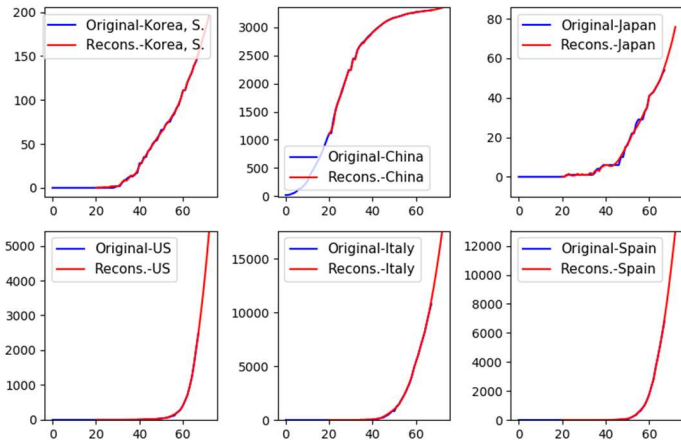 200
150
100
50
0
0 20 40 60
Original-Korea, S.
Recons.-Korea, S.
3000
2500
2000
1500
1000
500
0
0 20 40 60
Original-China
Recons.-China
80
60
40
20
0
0 20 40 60
Original-Japan
Recons.-Japan
5000
4000
3000
2000
1000
0
0 20 40 60
Original-US
Recons.-US
15000
10000
5000
0
0 20 40 60
Original-Italy
Recons.-Italy
12000
10000
8000
6000
4000
2000
0
0 20 40 60
Original-Spain
Recons.-Spain